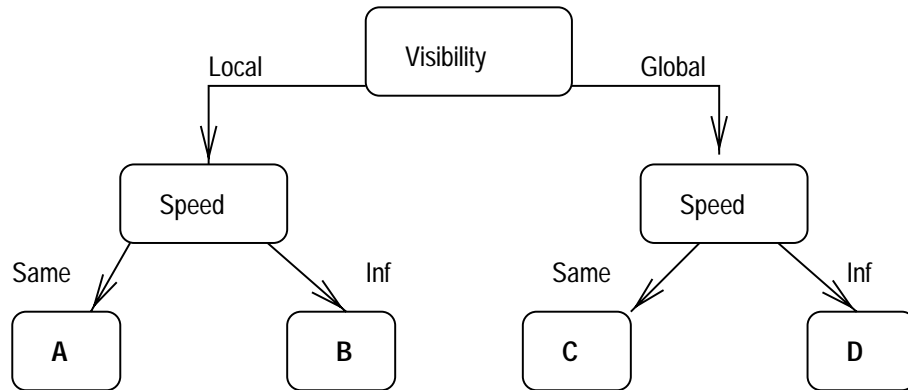 Visibility
Local
Global
Speed
Speed
Same
Inf
Same
Inf
A
B
C
D